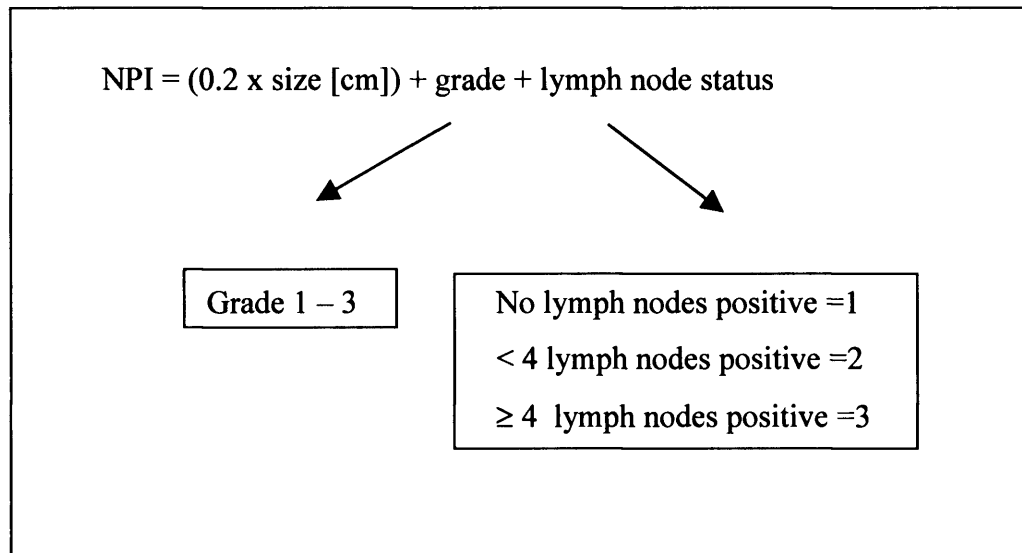 NPI = (0.2 x size [cm]) + grade + lymph node status
Grade 1 – 3
No lymph nodes positive =1
< 4 lymph nodes positive =2
≥ 4 lymph nodes positive =3